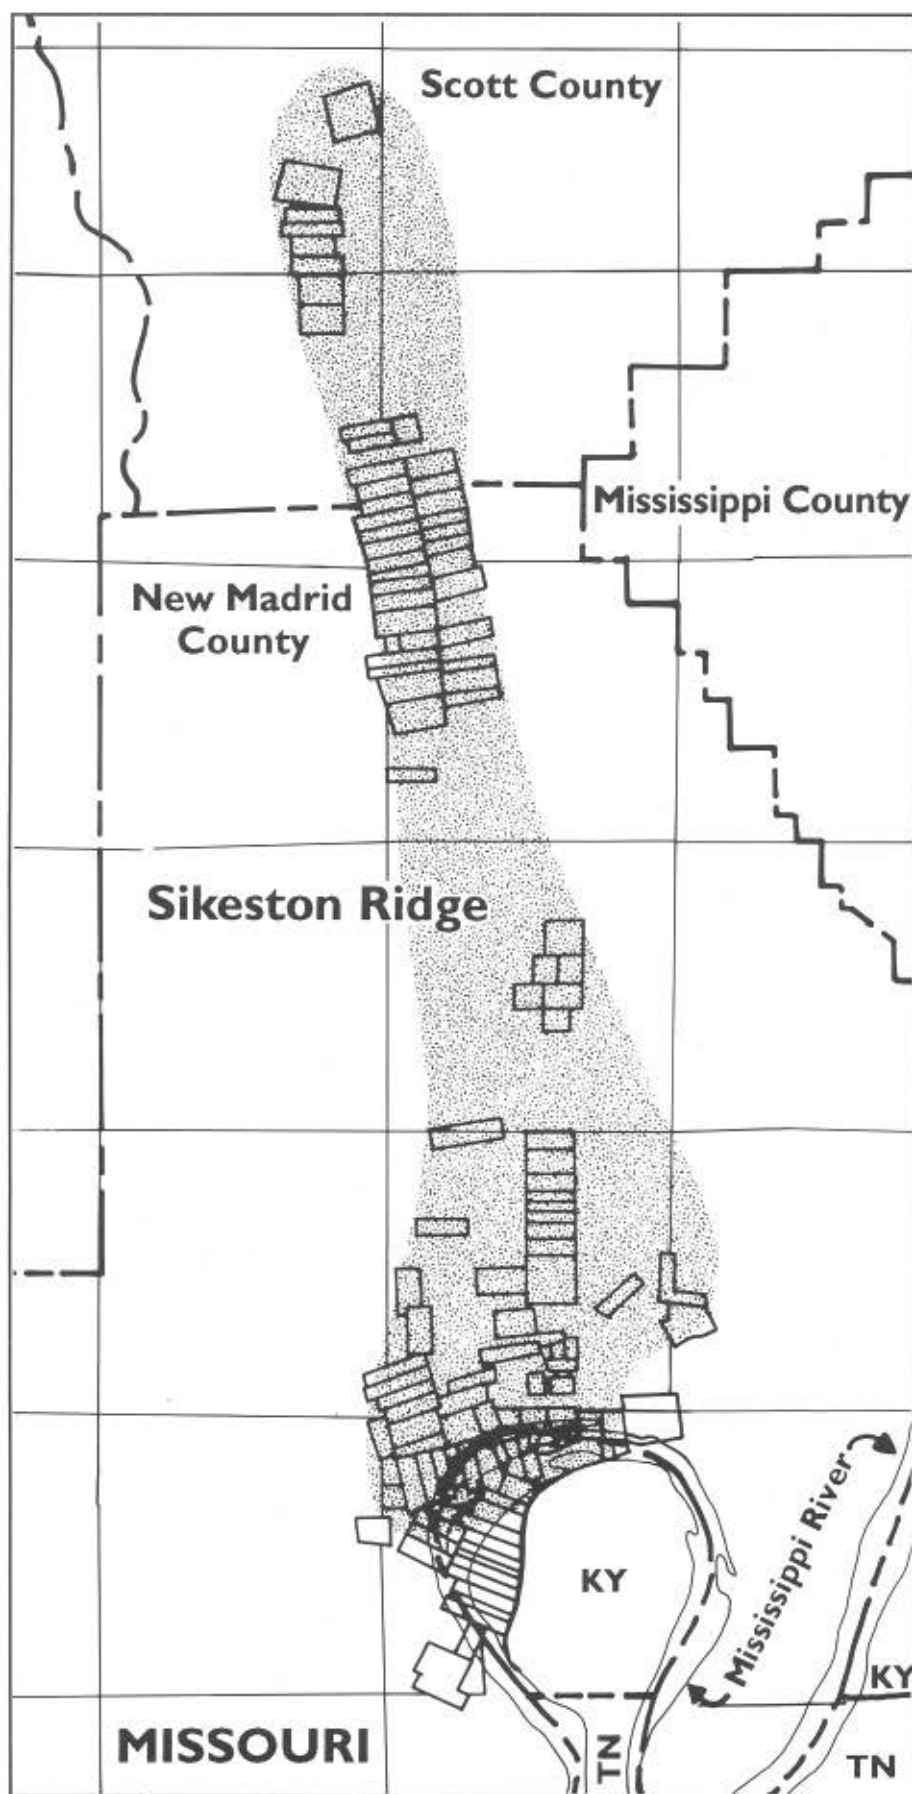 Scott County
Mississippi County
New Madrid
County
Sikeston Ridge
Mississippi River
KY
KY
MISSOURI
TN
TN